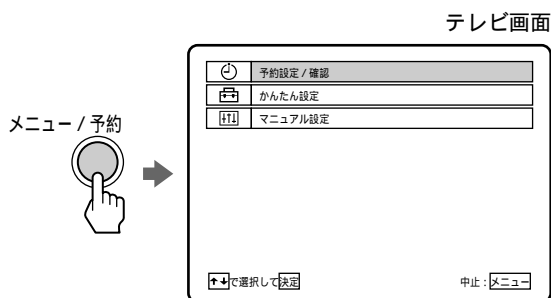 テレビ画面
メニュー / 予約
予約設定 / 確認
かんたん設定
マニュアル設定
↑↓で選択して決定
中止：メニュー